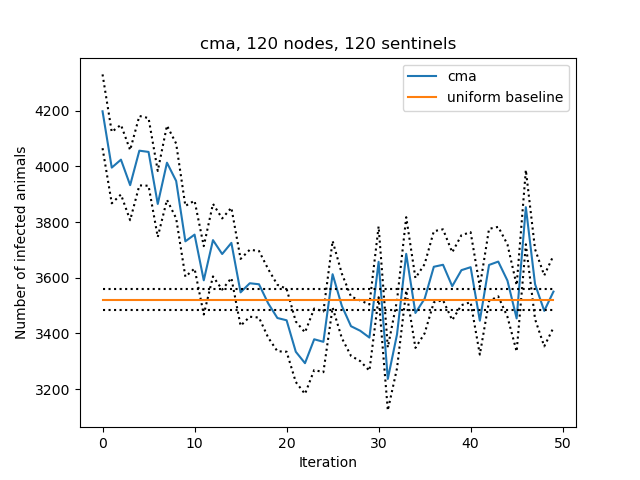 cma, 120 nodes, 120 sentinels
cma
uniform baseline
Number of infected animals
4200
4000
3800
3600
3400
3200
0 10 20 30 40 50
Iteration